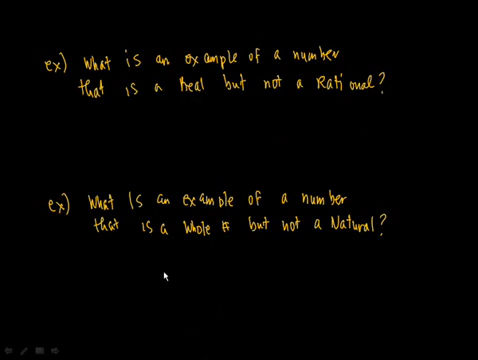 ex) What is an example of a number
that is a Real but not a Rational?
ex) What Is an example of a number
that is a Whole # but not a Natural?